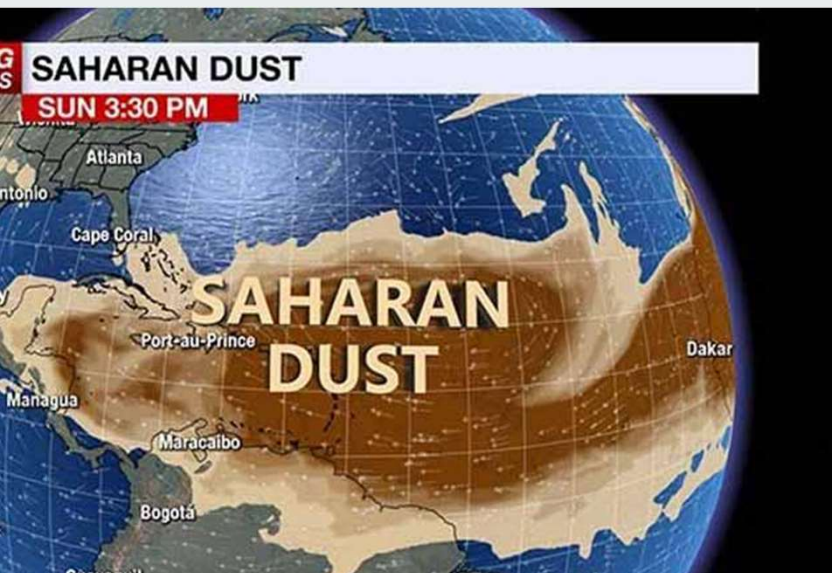 SAHARAN DUST
SUN 3:30 PM
Atlanta
Cape Coral
SAHARAN
DUST
Port-au-Prince
Dakar
Managua
Maracaibo
Bogotá